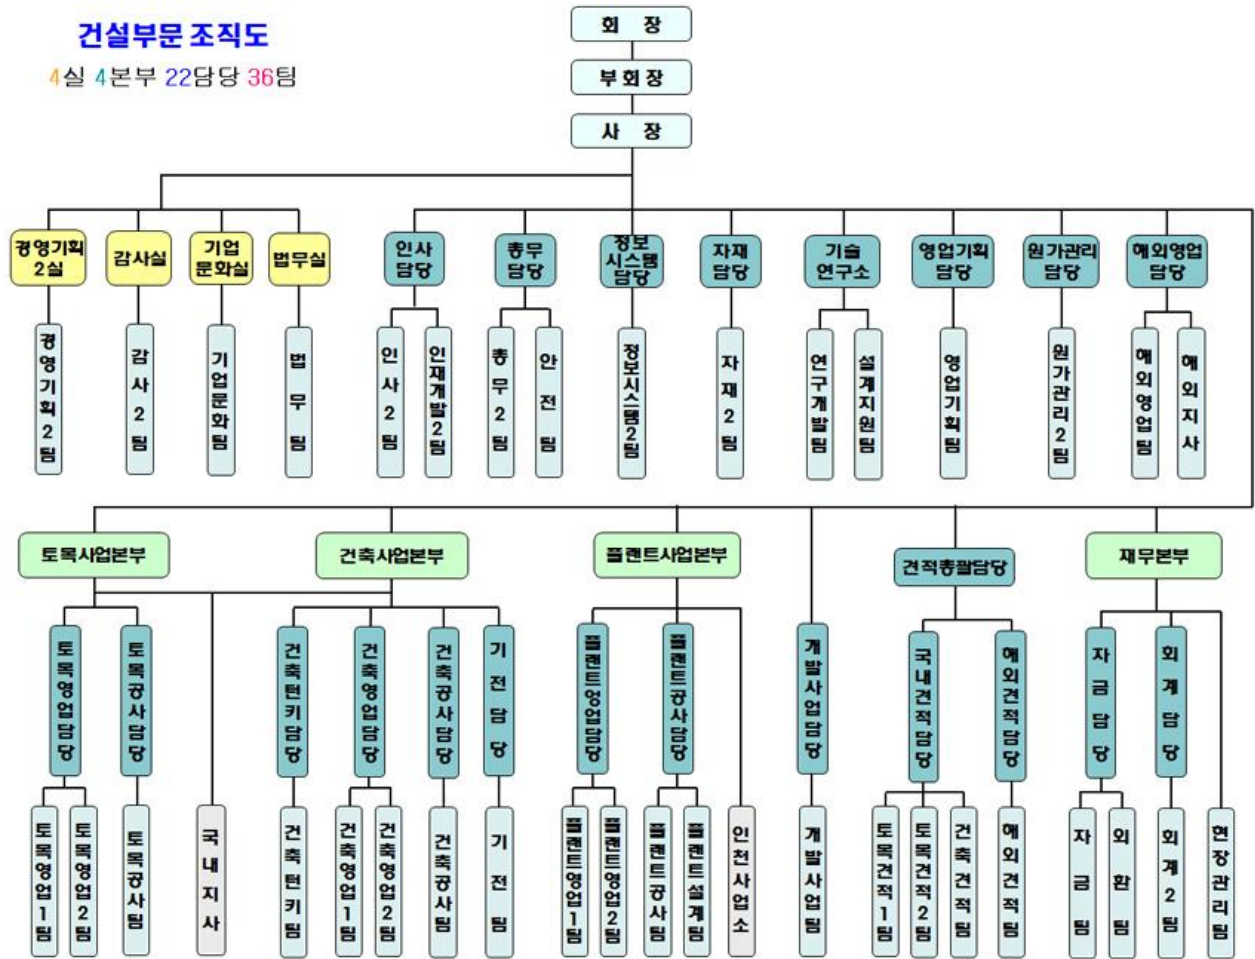 건설부문 조직도
4실 4본부 22담당 36팀
회 장
부회장
사 장
경영기획
2실
감사실
기업
문화실
법무실
인사
담당
총무
담당
정보
시스템
담당
자재
담당
기술
연구소
영업기획
담당
원가관리
담당
해외영업
담당
경영기획2팀
감사2팀
기업문화팀
법무팀
인사2팀
인재개발2팀
총무2팀
안전팀
정보시스템2팀
자재2팀
연구개발팀
설계지원팀
영업기획팀
원가관리2팀
해외영업팀
해외지사
토목사업본부
건축사업본부
플랜트사업본부
견적총괄담당
재무본부
토목영업담당
토목공사담당
건축턴키담당
건축영업담당
건축공사담당
기전담당
플랜트영업담당
플랜트공사담당
개발사업담당
국내견적담당
해외견적담당
자금담당
회계담당
토목영업1팀
토목영업2팀
토목공사팀
국내지사
건축턴키팀
건축영업1팀
건축영업2팀
건축공사팀
기전팀
플랜트영업1팀
플랜트영업2팀
플랜트공사팀
플랜트설계팀
인천사업소
개발사업팀
토목견적1팀
토목견적2팀
건축견적팀
해외견적팀
자금팀
외환팀
회계2팀
현장관리팀